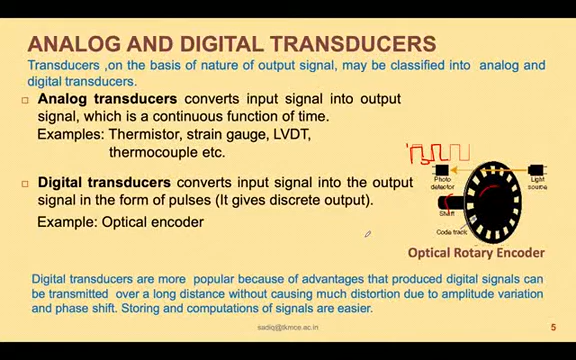 ANALOG AND DIGITAL TRANSDUCERS
Transducers ,on the basis of nature of output signal, may be classified into analog and
digital transducers.
Analog transducers converts input signal into output
signal, which is a continuous function of time.
Examples: Thermistor, strain gauge, LVDT,
thermocouple etc.
Digital transducers converts input signal into the output
signal in the form of pulses (It gives discrete output).
Example: Optical encoder
Photo
detector
Light
source
Shaft
Code track
Optical Rotary Encoder
Digital transducers are more popular because of advantages that produced digital signals can
be transmitted over a long distance without causing much distortion due to amplitude variation
and phase shift. Storing and computations of signals are easier.
sadiq@tkmce.ac.in
5